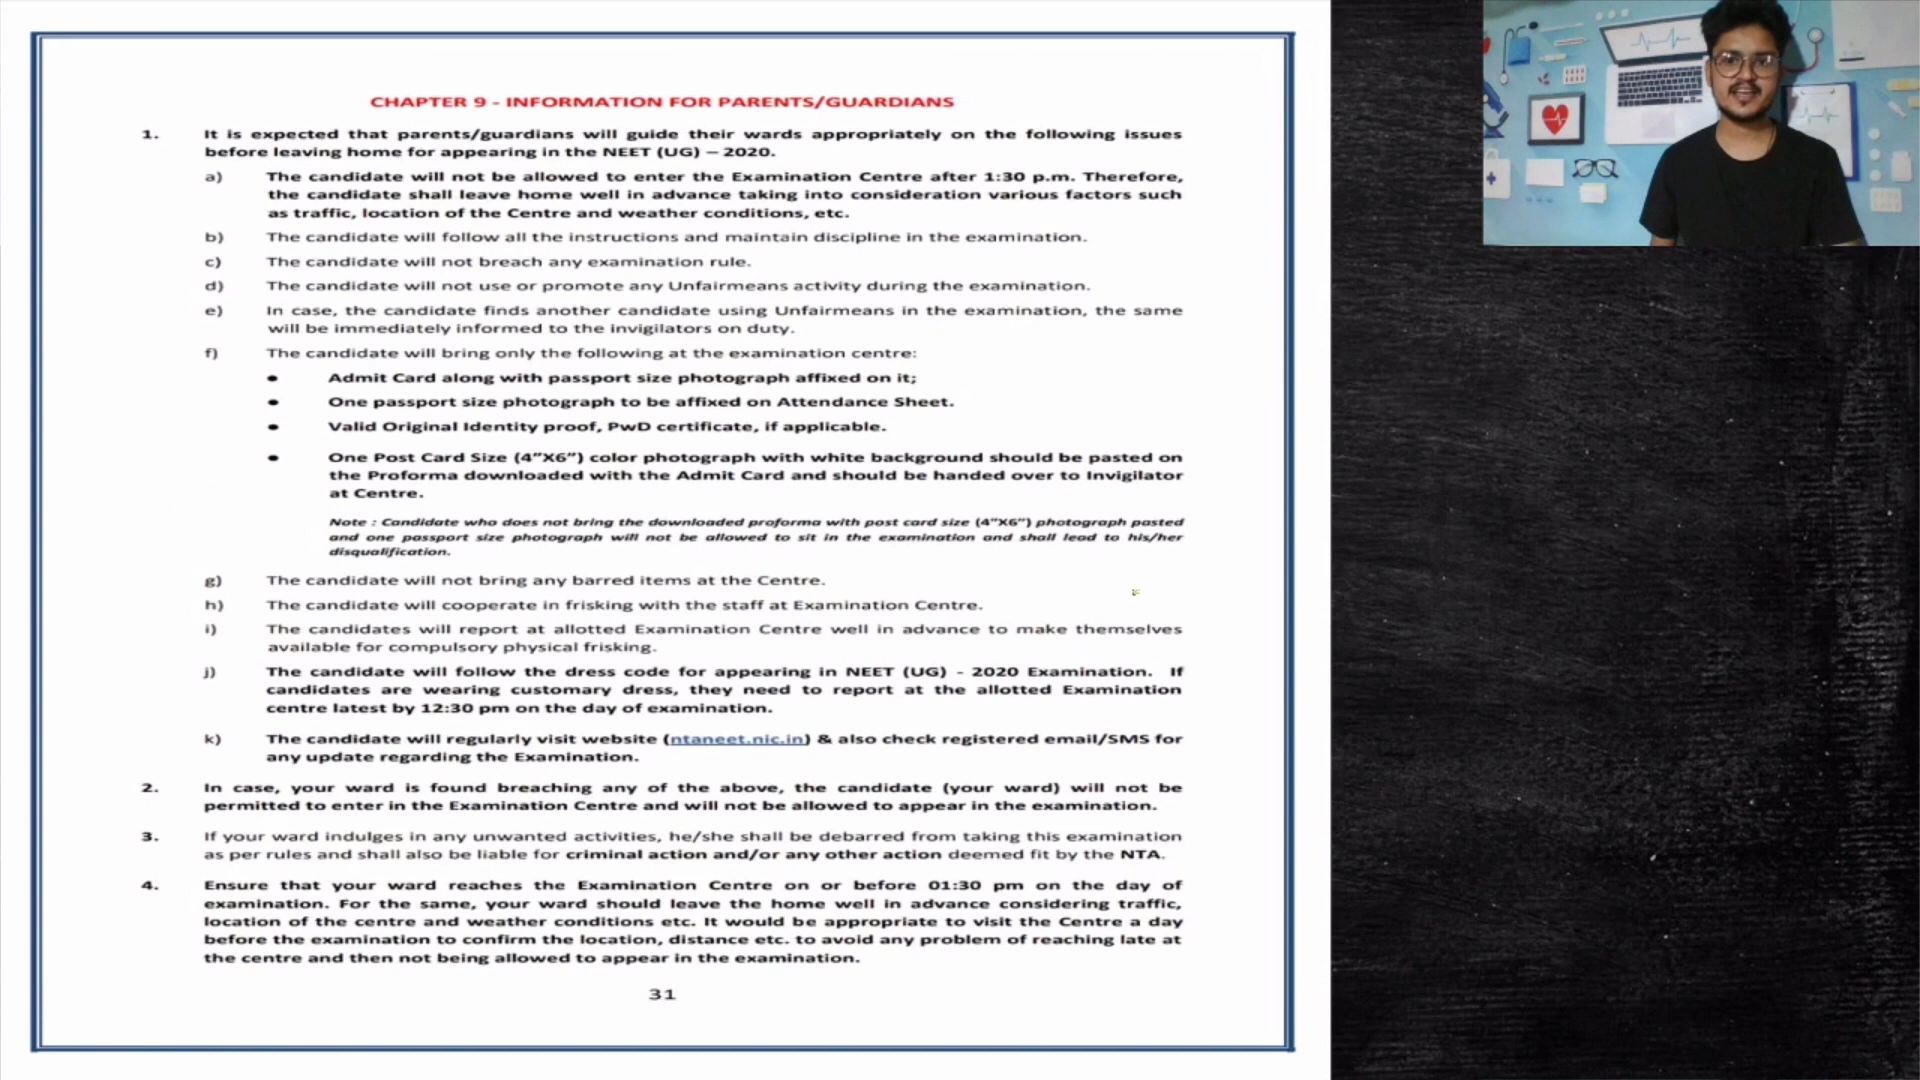 CHAPTER 9 - INFORMATION FOR PARENTS/GUARDIANS
1. It is expected that parents/guardians will guide their wards appropriately on the following issues
before leaving home for appearing in the NEET (UG) – 2020.
a) The candidate will not be allowed to enter the Examination Centre after 1:30 p.m. Therefore,
the candidate shall leave home well in advance taking into consideration various factors such
as traffic, location of the Centre and weather conditions, etc.
b) The candidate will follow all the instructions and maintain discipline in the examination.
c) The candidate will not breach any examination rule.
d) The candidate will not use or promote any Unfairmeans activity during the examination.
e) In case, the candidate finds another candidate using Unfairmeans in the examination, the same
will be immediately informed to the invigilators on duty.
f) The candidate will bring only the following at the examination centre:
• Admit Card along with passport size photograph affixed on it;
• One passport size photograph to be affixed on Attendance Sheet.
• Valid Original Identity proof, PwD certificate, if applicable.
• One Post Card Size (4”X6”) color photograph with white background should be pasted on
the Proforma downloaded with the Admit Card and should be handed over to Invigilator
at Centre.
Note : Candidate who does not bring the downloaded proforma with post card size (4”X6”) photograph pasted
and one passport size photograph will not be allowed to sit in the examination and shall lead to his/her
disqualification.
g) The candidate will not bring any barred items at the Centre.
h) The candidate will cooperate in frisking with the staff at Examination Centre.
i) The candidates will report at allotted Examination Centre well in advance to make themselves
available for compulsory physical frisking.
j) The candidate will follow the dress code for appearing in NEET (UG) - 2020 Examination. If
candidates are wearing customary dress, they need to report at the allotted Examination
centre latest by 12:30 pm on the day of examination.
k) The candidate will regularly visit website (ntaneet.nic.in) & also check registered email/SMS for
any update regarding the Examination.
2. In case, your ward is found breaching any of the above, the candidate (your ward) will not be
permitted to enter in the Examination Centre and will not be allowed to appear in the examination.
3. If your ward indulges in any unwanted activities, he/she shall be debarred from taking this examination
as per rules and shall also be liable for criminal action and/or any other action deemed fit by the NTA.
4. Ensure that your ward reaches the Examination Centre on or before 01:30 pm on the day of
examination. For the same, your ward should leave the home well in advance considering traffic,
location of the centre and weather conditions etc. It would be appropriate to visit the Centre a day
before the examination to confirm the location, distance etc. to avoid any problem of reaching late at
the centre and then not being allowed to appear in the examination.
31